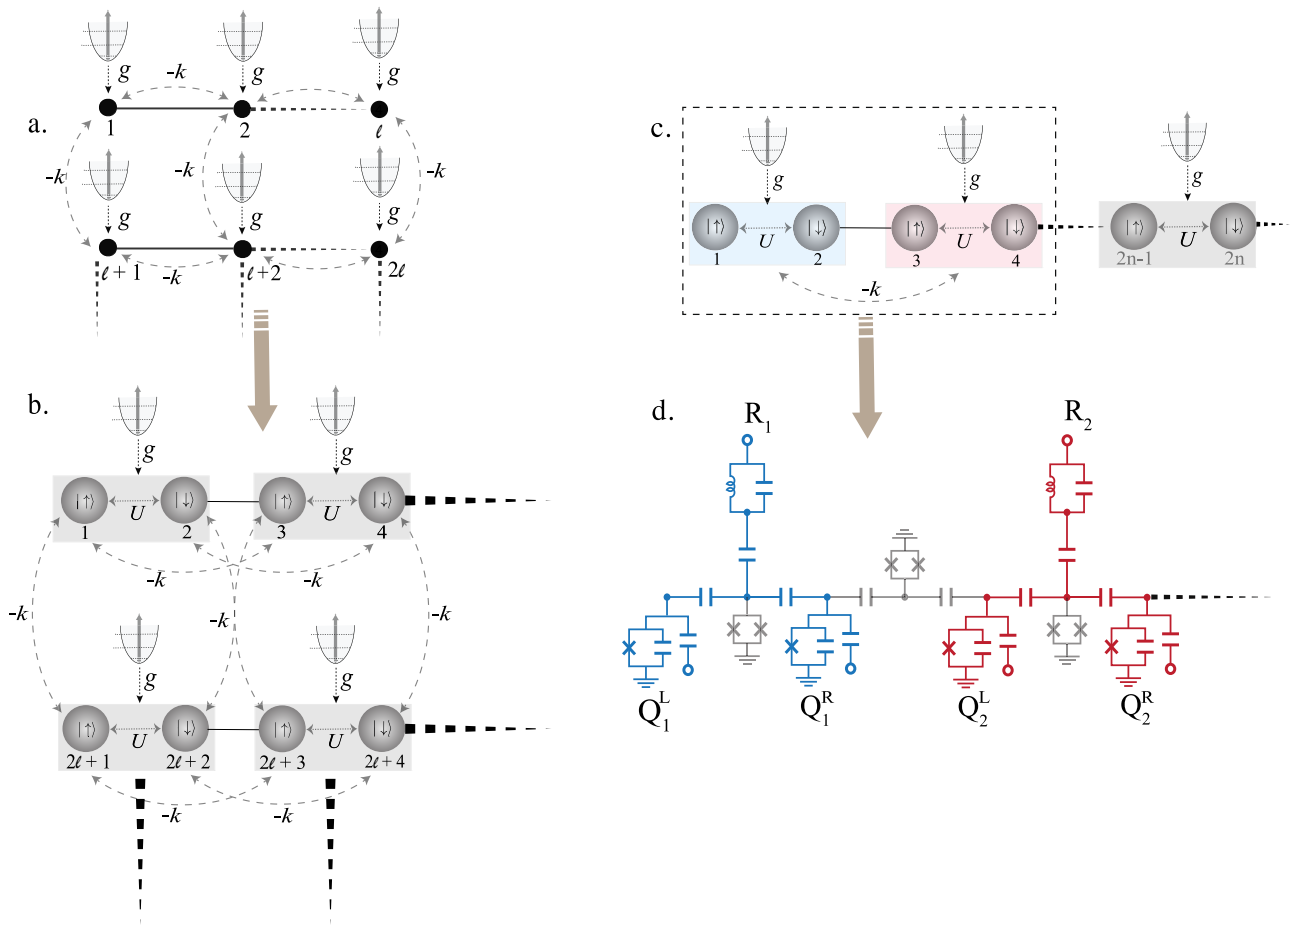 a.
g g g
-k
1 2 ℓ
-k -k -k
g g g
ℓ + 1 -k ℓ +2 2ℓ
b.
g g
|↑⟩ U |↓⟩ |↑⟩ U |↓⟩
1 2 3 4
-k -k
-k -k -k
g g
|↑⟩ U |↓⟩ |↑⟩ U |↓⟩
2ℓ + 1 2ℓ + 2 2ℓ + 3 2ℓ + 4
-k -k
c.
g g g
|↑⟩ U |↓⟩ |↑⟩ U |↓⟩ |↑⟩ U |↓⟩
1 2 3 4 2n-1 2n
-k
d.
R₁ R₂
Q₁ᴸ Q₁ᴿ Q₂ᴸ Q₂ᴿ